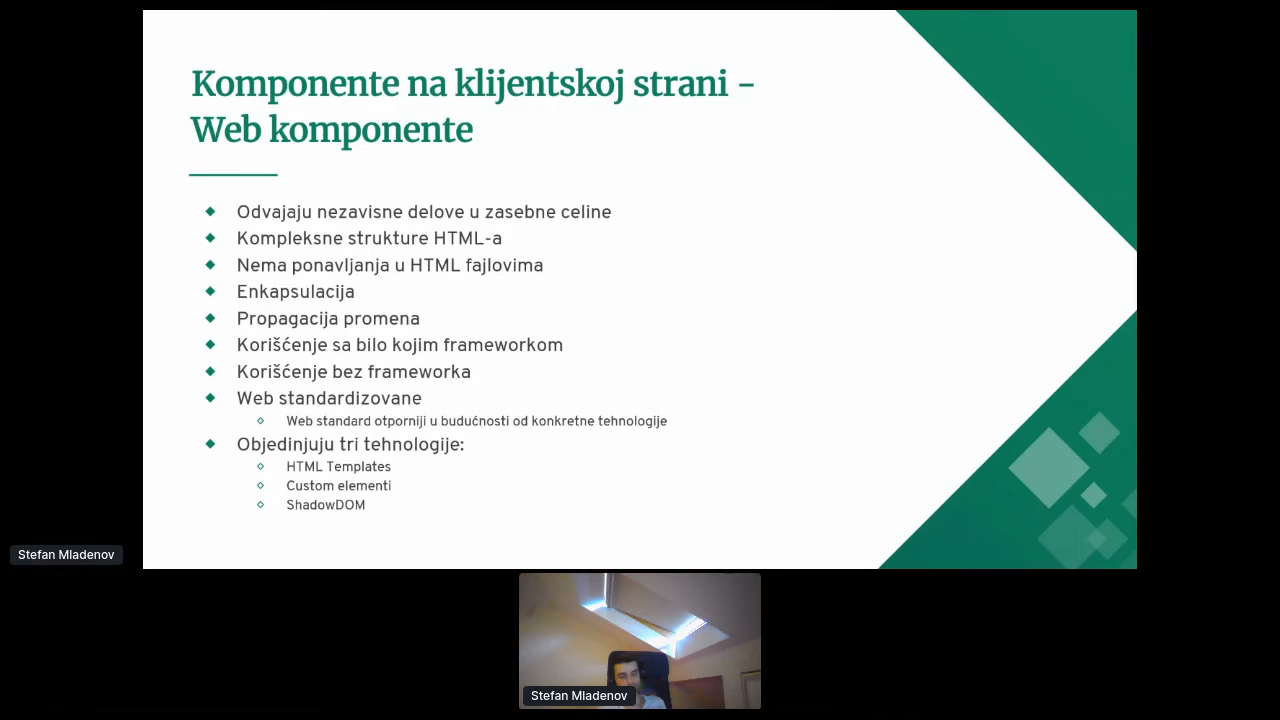 Komponente na klijentskoj strani -
Web komponente
Odvajaju nezavisne delove u zasebne celine
Kompleksne strukture HTML-a
Nema ponavljanja u HTML fajlovima
Enkapsulacija
Propagacija promena
Korišćenje sa bilo kojim frameworkom
Korišćenje bez frameworka
Web standardizovane
Web standard otporniji u budućnosti od konkretne tehnologije
Objedinjuju tri tehnologije:
HTML Templates
Custom elementi
ShadowDOM
Stefan Mladenov
Stefan Mladenov